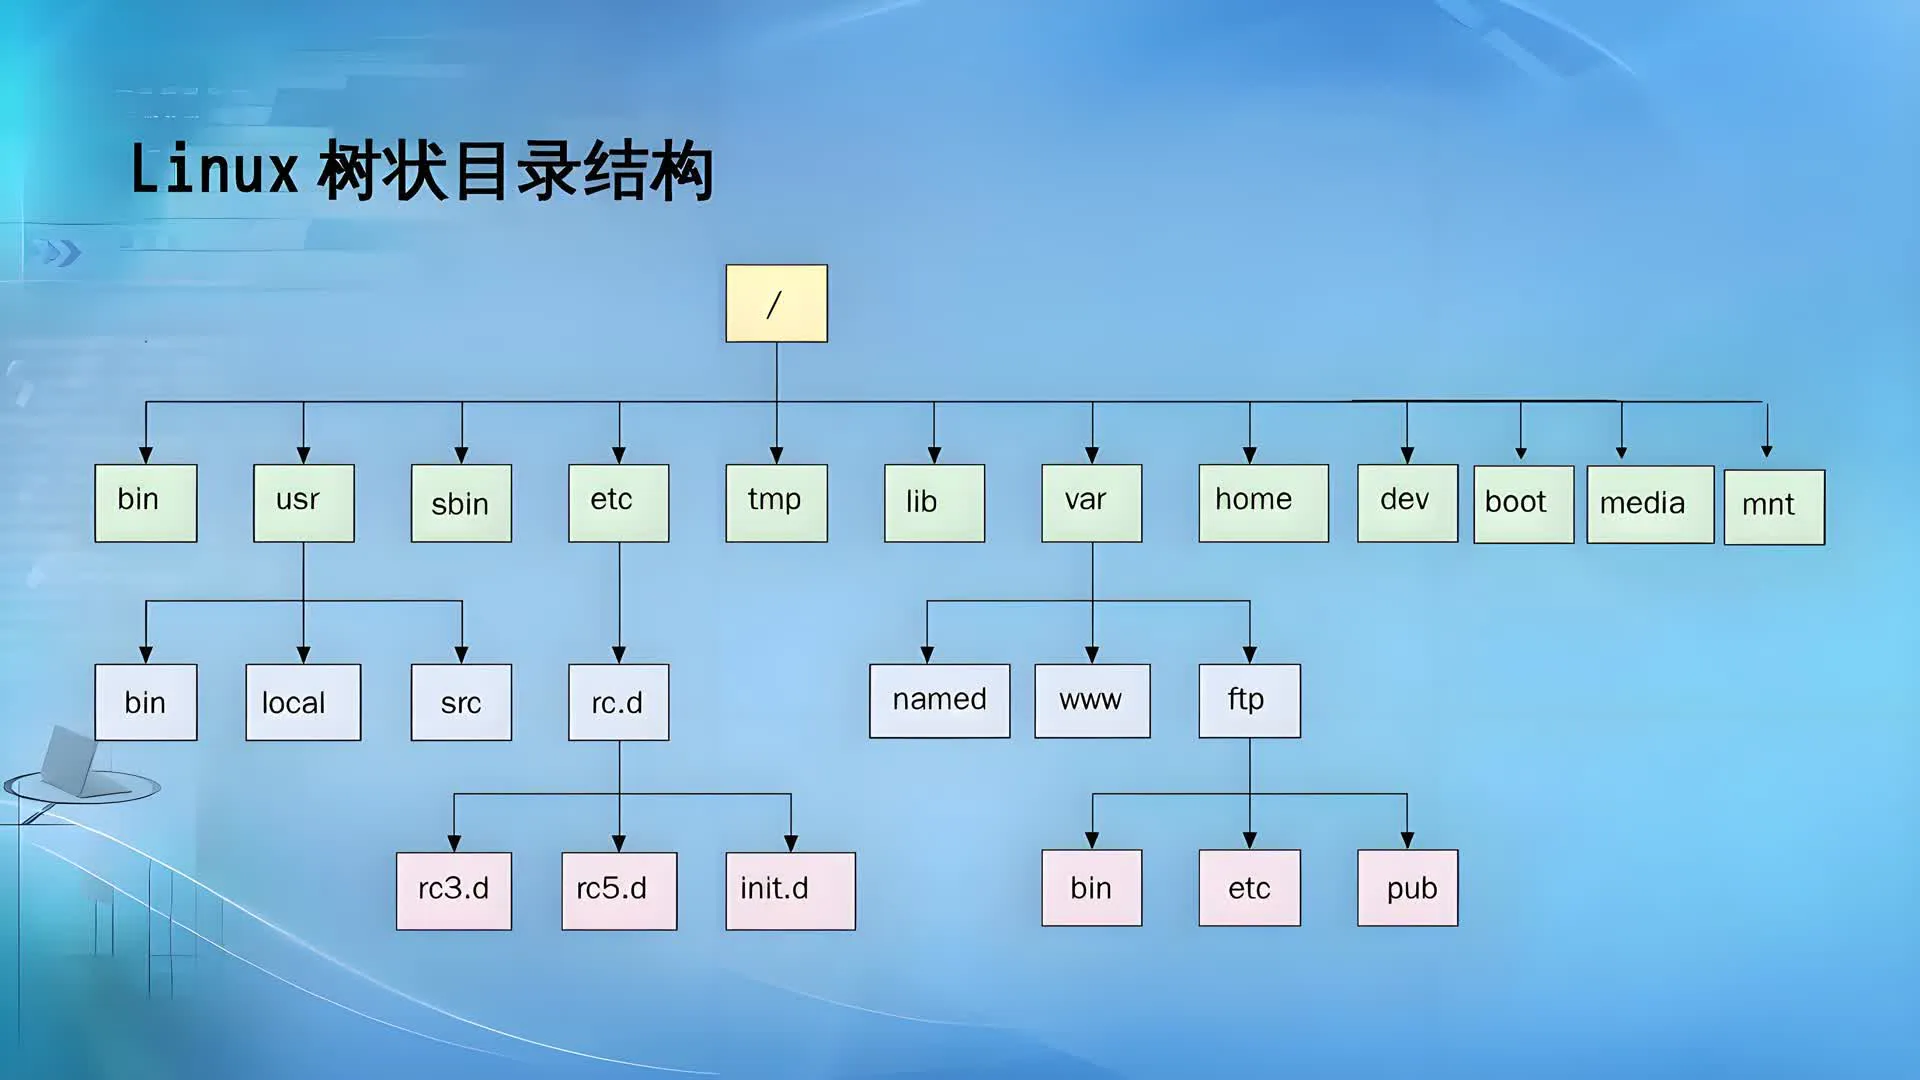 Linux 树状目录结构
/
bin usr sbin etc tmp lib var home dev boot media mnt
bin local src rc.d named www ftp
rc3.d rc5.d init.d bin etc pub